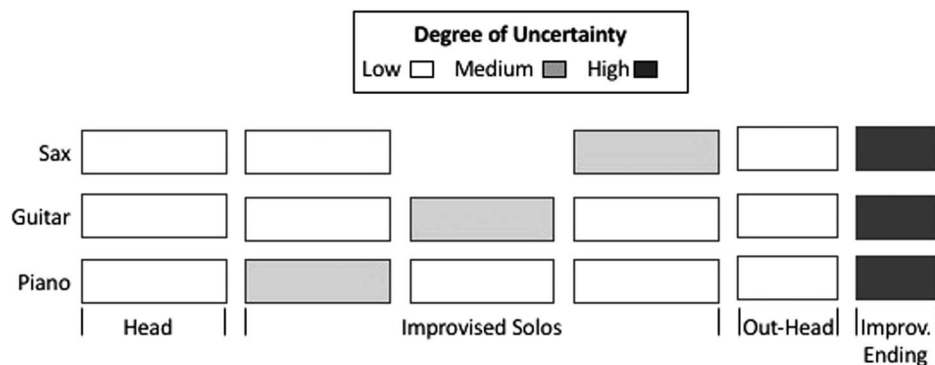 Degree of Uncertainty
Low Medium High
Sax
Guitar
Piano
Head Improvised Solos Out-Head Improv.
Ending